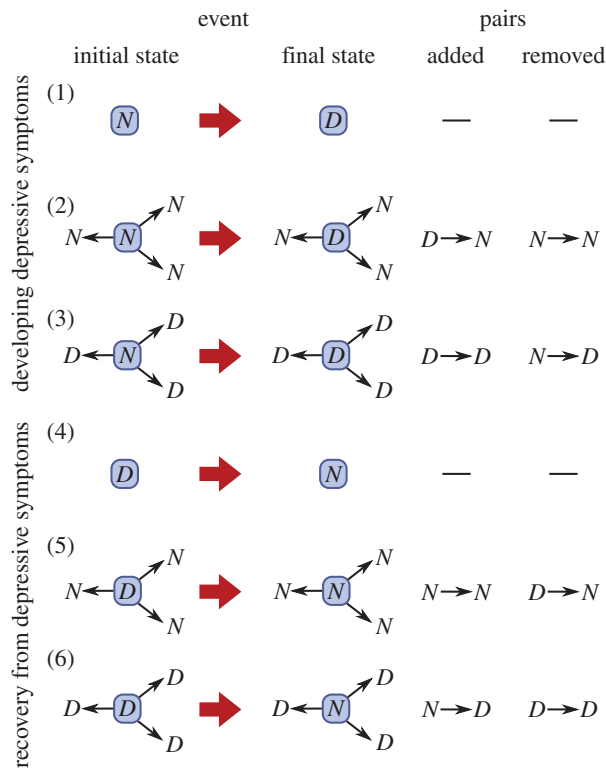 event pairs
initial state final state added removed
developing depressive symptoms
(1)
N D — —
(2)
N N
N N N D D→N N→N
N N
(3)
D D
D N D D D→D N→D
D D
recovery from depressive symptoms
(4)
D N — —
(5)
N N
N D N N N→N D→N
N N
(6)
D D
D D D N N→D D→D
D D